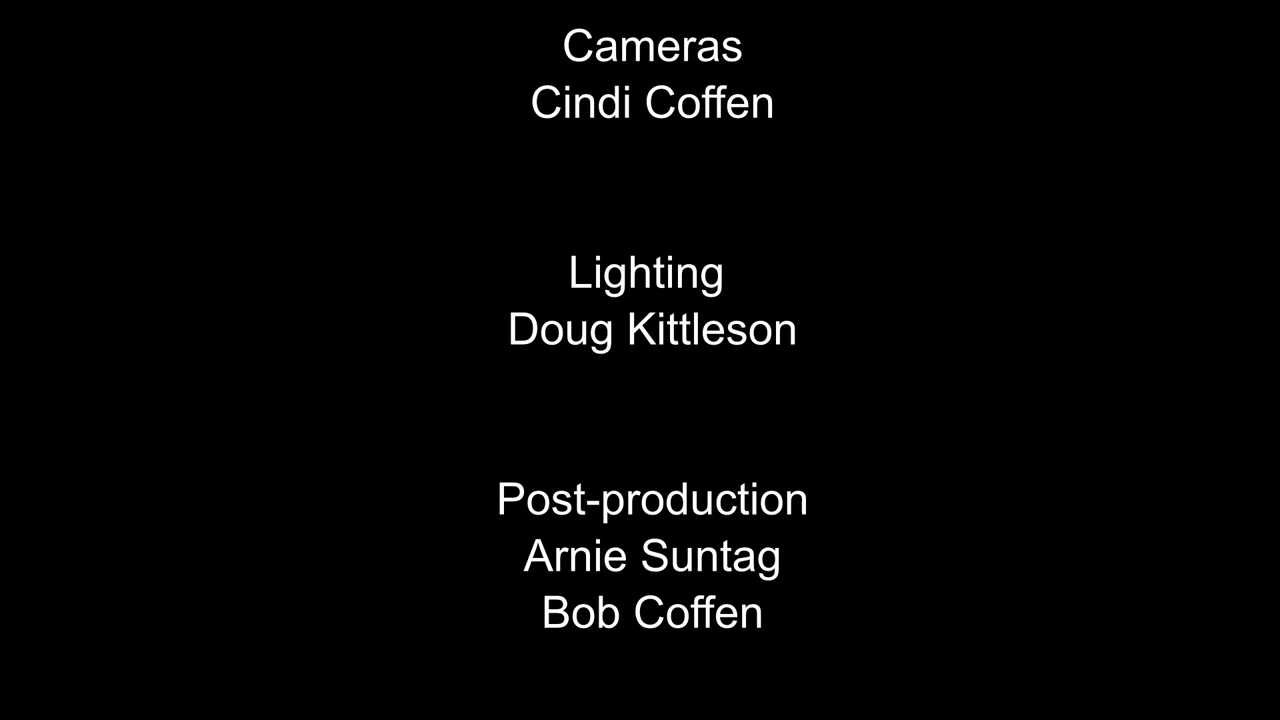 Cameras
Cindi Coffen
Lighting
Doug Kittleson
Post-production
Arnie Suntag
Bob Coffen